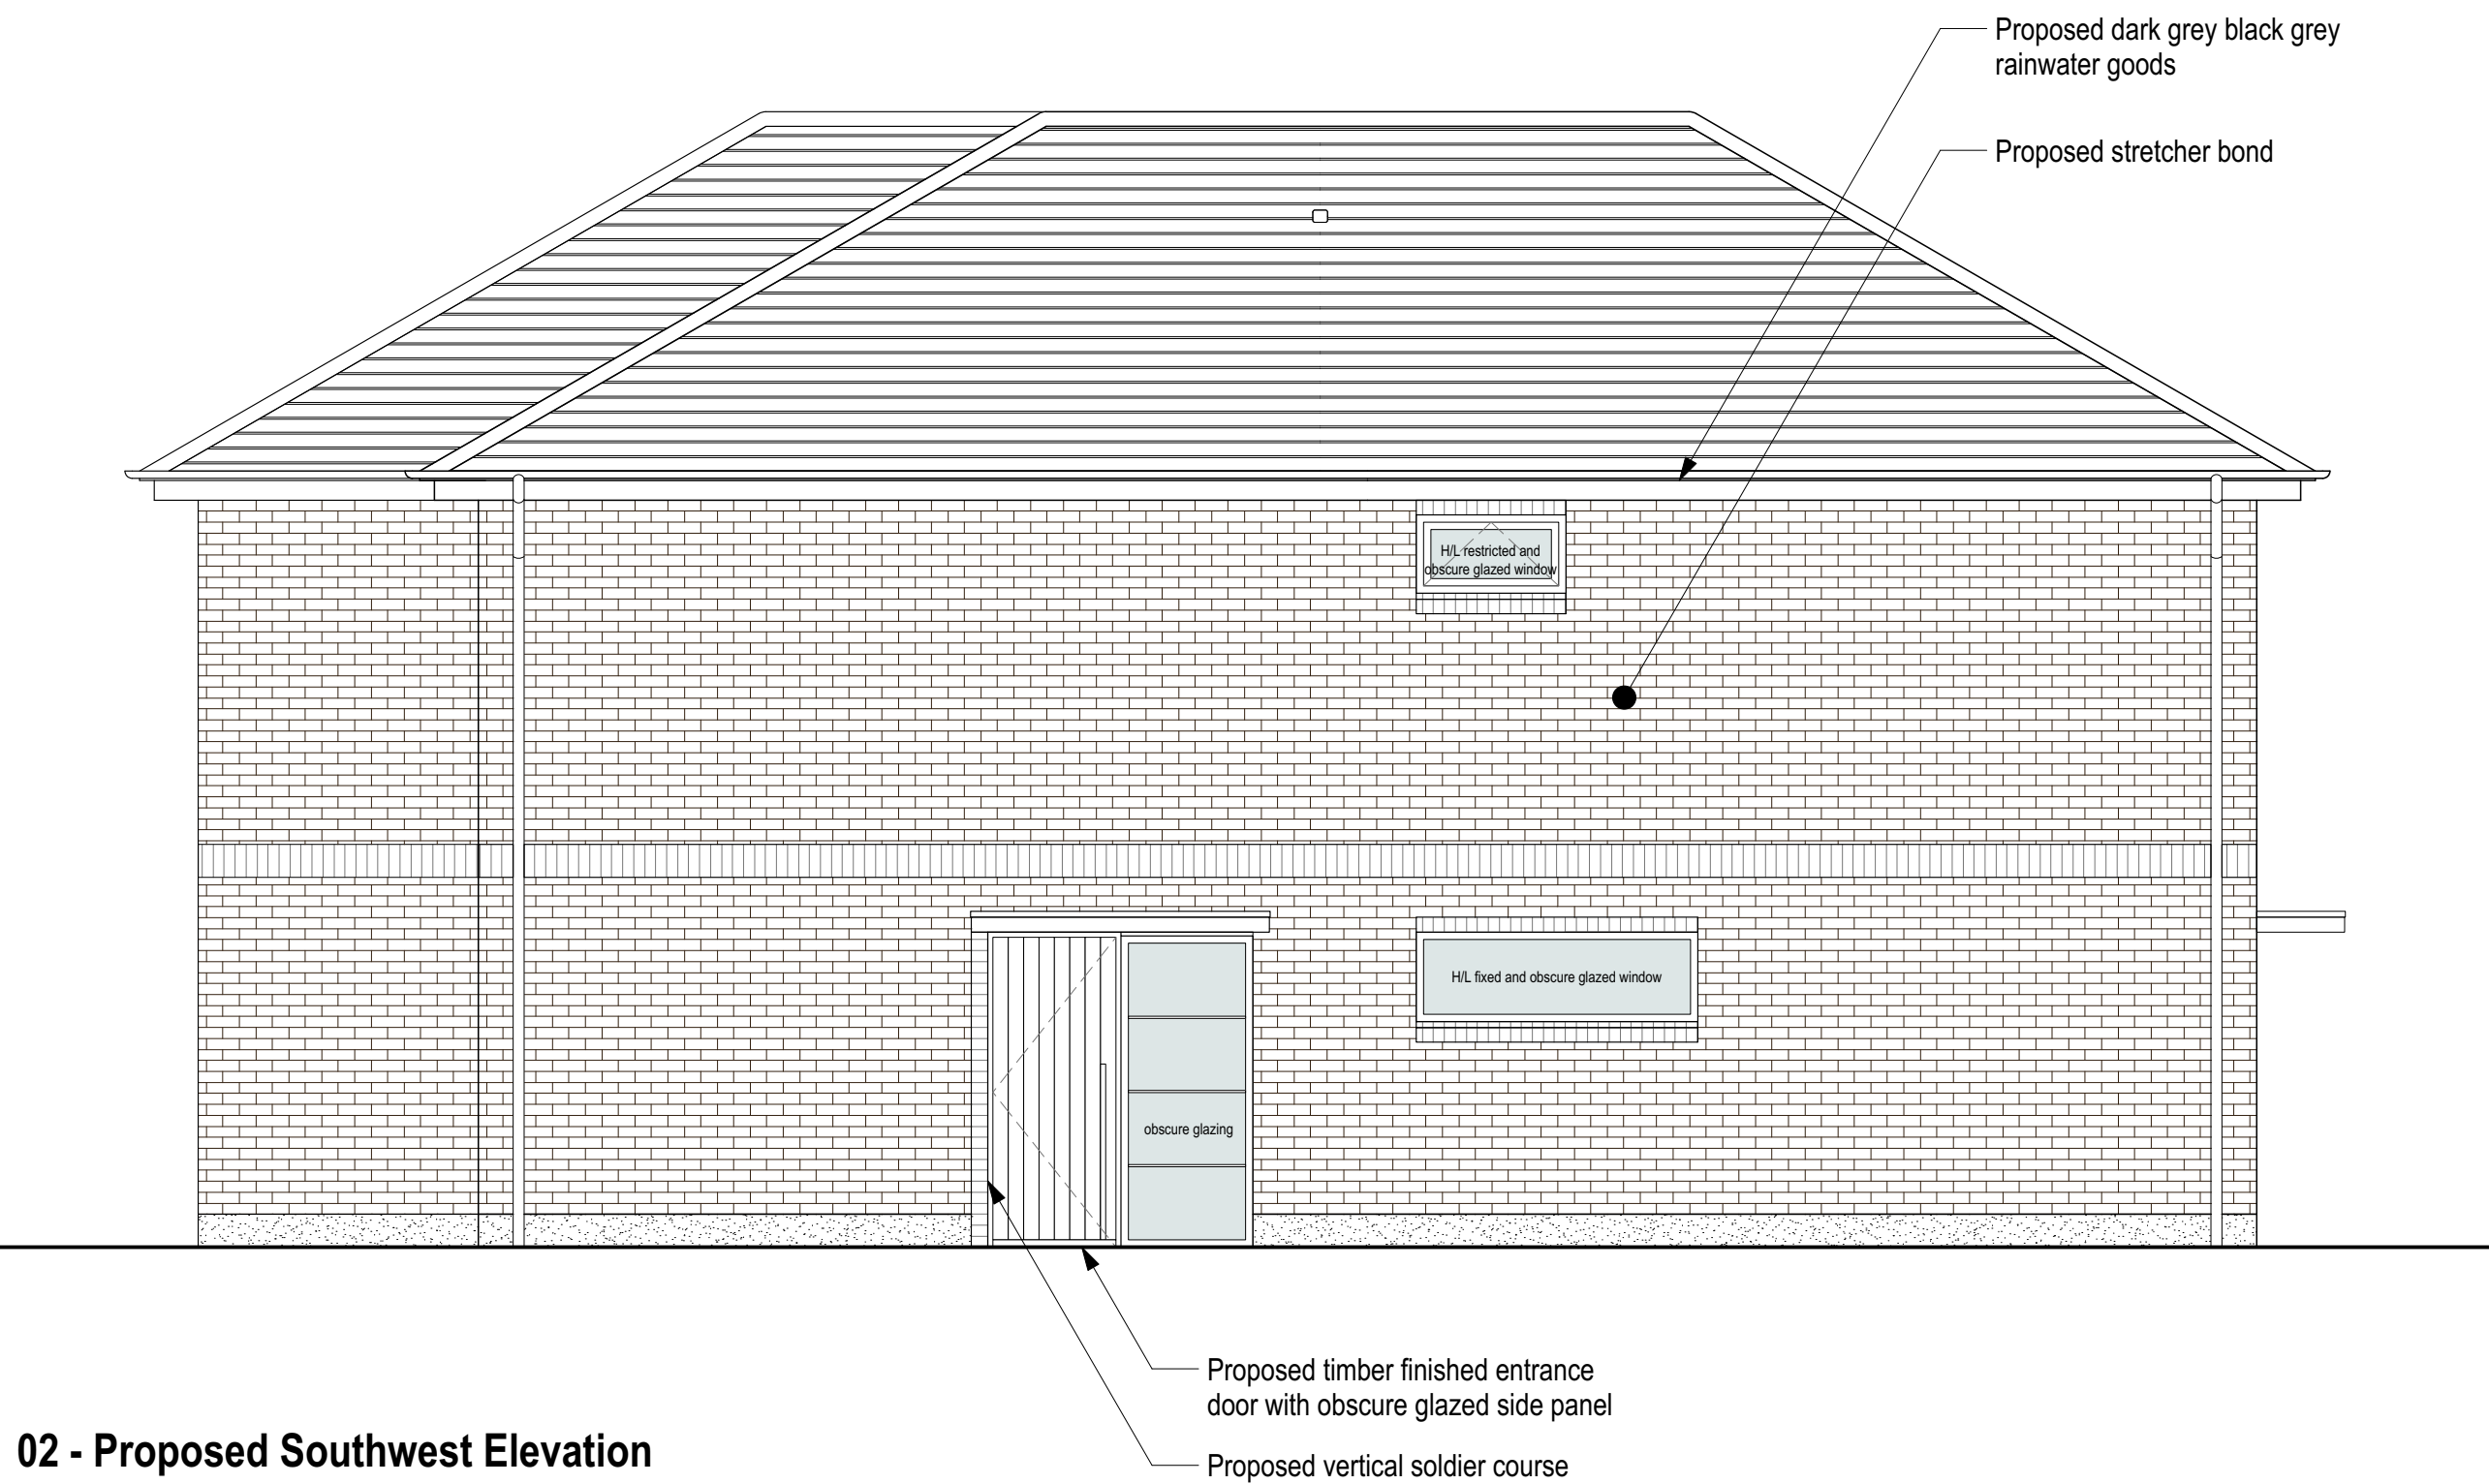 Proposed dark grey black grey
rainwater goods
Proposed stretcher bond
H/L restricted and
obscure glazed window
H/L fixed and obscure glazed window
obscure glazing
Proposed timber finished entrance
door with obscure glazed side panel
Proposed vertical soldier course
02 - Proposed Southwest Elevation